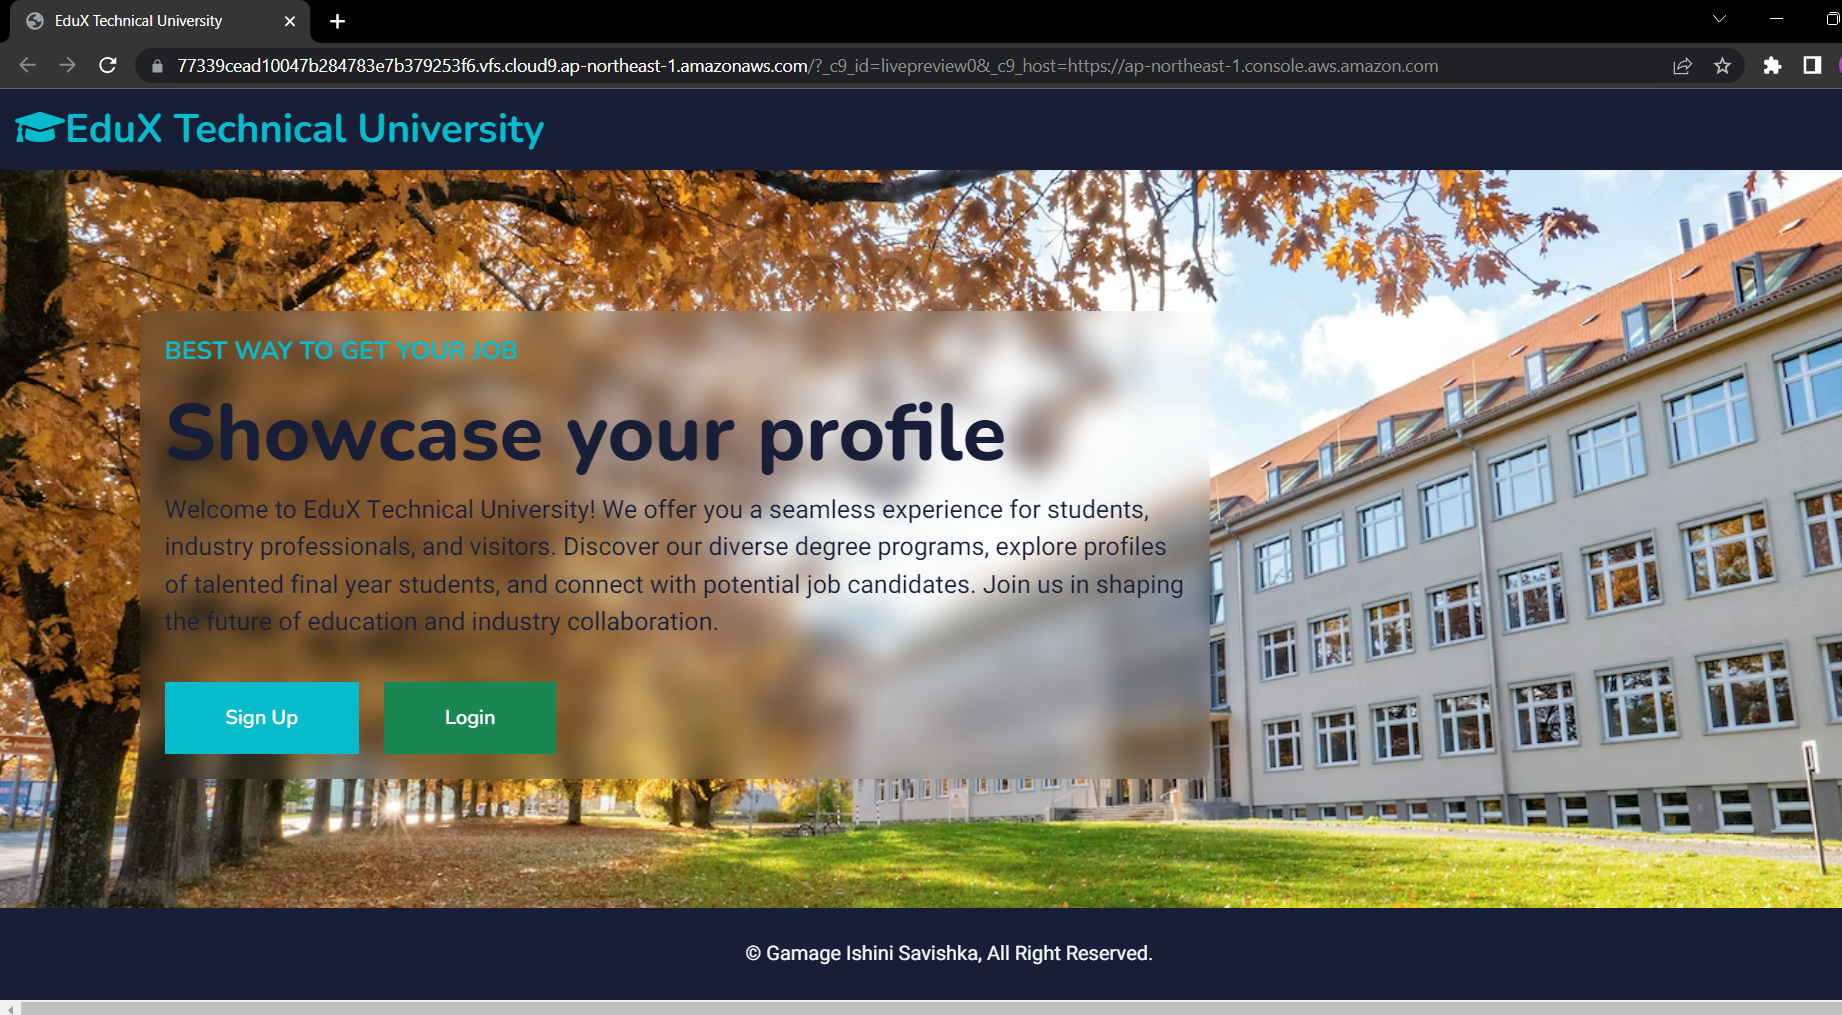 EduX Technical University
77339cead10047b284783e7b379253f6.vfs.cloud9.ap-northeast-1.amazonaws.com/?_c9_id=livepreview0&_c9_host=https://ap-northeast-1.console.aws.amazon.com
EduX Technical University
BEST WAY TO GET YOUR JOB
Showcase your profile
Welcome to EduX Technical University! We offer you a seamless experience for students,
industry professionals, and visitors. Discover our diverse degree programs, explore profiles
of talented final year students, and connect with potential job candidates. Join us in shaping
the future of education and industry collaboration.
Sign Up
Login
© Gamage Ishini Savishka, All Right Reserved.